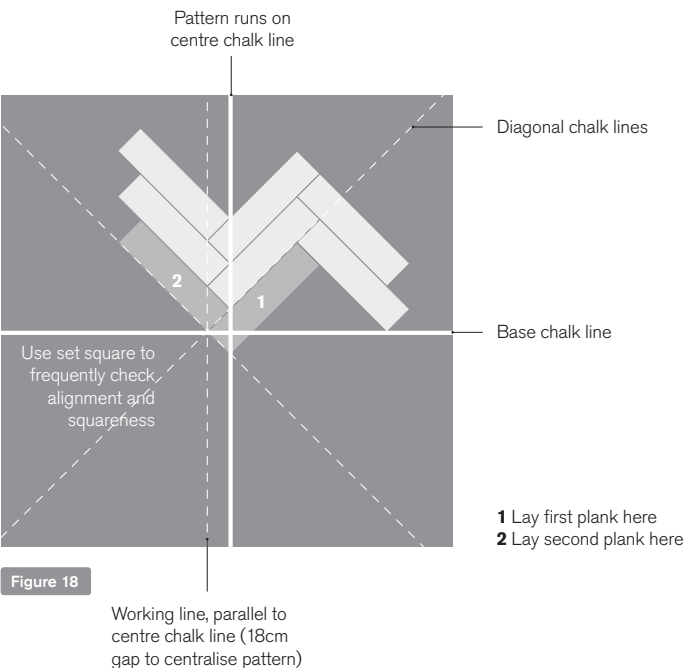 Pattern runs on
centre chalk line
Diagonal chalk lines
2
1
Base chalk line
Use set square to
frequently check
alignment and
squareness
1 Lay first plank here
2 Lay second plank here
Figure 18
Working line, parallel to
centre chalk line (18cm
gap to centralise pattern)